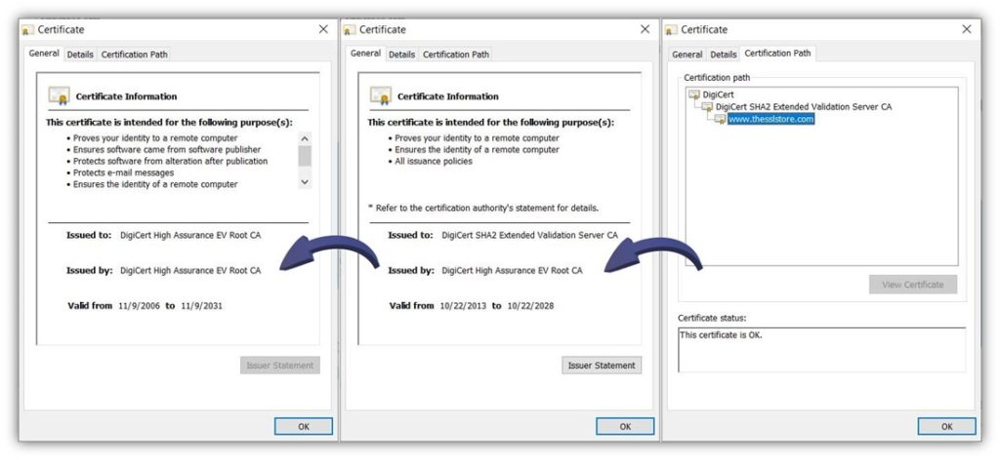 Certificate
General Details Certification Path
Certificate Information
This certificate is intended for the following purpose(s):
• Proves your identity to a remote computer
• Ensures software came from software publisher
• Protects software from alteration after publication
• Protects e-mail messages
• Ensures the identity of a remote computer
Issued to: DigiCert High Assurance EV Root CA
Issued by: DigiCert High Assurance EV Root CA
Valid from 11/9/2006 to 11/9/2031
Issuer Statement
OK
Certificate
General Details Certification Path
Certificate Information
This certificate is intended for the following purpose(s):
• Proves your identity to a remote computer
• Ensures the identity of a remote computer
• All issuance policies
* Refer to the certification authority's statement for details.
Issued to: DigiCert SHA2 Extended Validation Server CA
Issued by: DigiCert High Assurance EV Root CA
Valid from 10/22/2013 to 10/22/2028
Issuer Statement
OK
Certificate
General Details Certification Path
Certification path
DigiCert
DigiCert SHA2 Extended Validation Server CA
www.thesslstore.com
View Certificate
Certificate status:
This certificate is OK.
OK